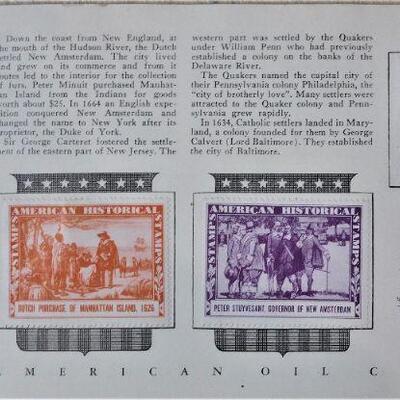 Down the coast from New England, at
the mouth of the Hudson River, the Dutch
settled New Amsterdam. The city lived
and grew on its commerce and from it
routes led to the interior for the collection
of furs. Peter Minuit purchased Manhat-
tan Island from the Indians for goods
worth about $25. In 1664 an English expe-
dition conquered New Amsterdam and
changed the name to New York after its
proprietor, the Duke of York.
Sir George Carteret fostered the settle-
ment of the eastern part of New Jersey. The
western part was settled by the Quakers
under William Penn who had previously
established a colony on the banks of the
Delaware River.
The Quakers named the capital city of
their Pennsylvania colony Philadelphia, the
"city of brotherly love". Many settlers were
attracted to the Quaker colony and Penn-
sylvania grew rapidly.
In 1634, Catholic settlers landed in Mary-
land, a colony founded for them by George
Calvert (Lord Baltimore). They established
the city of Baltimore.
AMERICAN HISTORICAL
STAMPS
STAMPS
DUTCH PURCHASE OF MANHATTAN ISLAND, 1626
AMERICAN HISTORICAL
STAMPS
STAMPS
PETER STUYVESANT, GOVERNOR OF NEW AMSTERDAM
AMERICAN OIL C